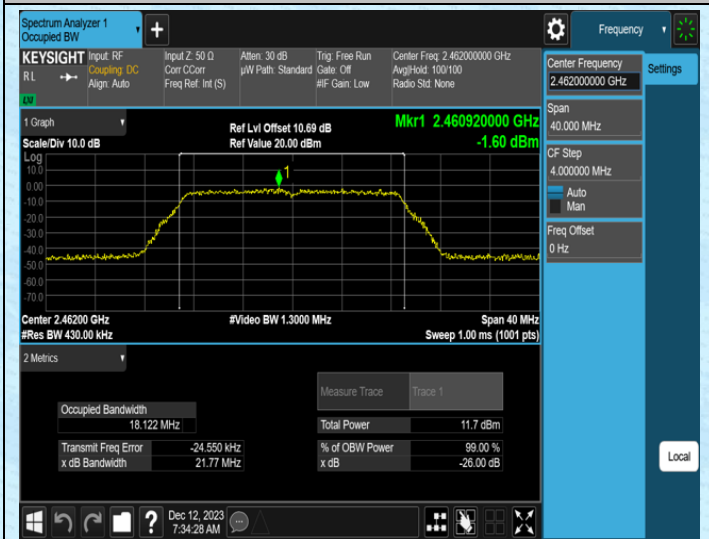 Spectrum Analyzer 1
Occupied BW
+
Frequency
KEYSIGHT
RL
LXI
Input: RF
Coupling: DC
Align: Auto
Input Z: 50 Ω
Corr CCorr
Freq Ref: Int (S)
Atten: 30 dB
µW Path: Standard
Trig: Free Run
Gate: Off
#IF Gain: Low
Center Freq: 2.462000000 GHz
Avg|Hold: 100/100
Radio Std: None
Center Frequency
2.462000000 GHz
Settings
Span
40.000 MHz
CF Step
4.000000 MHz
Auto
Man
Freq Offset
0 Hz
1 Graph
Scale/Div 10.0 dB
Ref Lvl Offset 10.69 dB
Ref Value 20.00 dBm
Mkr1 2.460920000 GHz
-1.60 dBm
Log
10.0
0.00
-10.0
-20.0
-30.0
-40.0
-50.0
-60.0
-70.0
1
Center 2.46200 GHz
#Res BW 430.00 kHz
#Video BW 1.3000 MHz
Span 40 MHz
Sweep 1.00 ms (1001 pts)
2 Metrics
Measure Trace Trace 1
Occupied Bandwidth
18.122 MHz
Total Power 11.7 dBm
Transmit Freq Error -24.550 kHz
% of OBW Power 99.00 %
x dB Bandwidth 21.77 MHz
x dB -26.00 dB
Local
?
Dec 12, 2023
7:34:28 AM